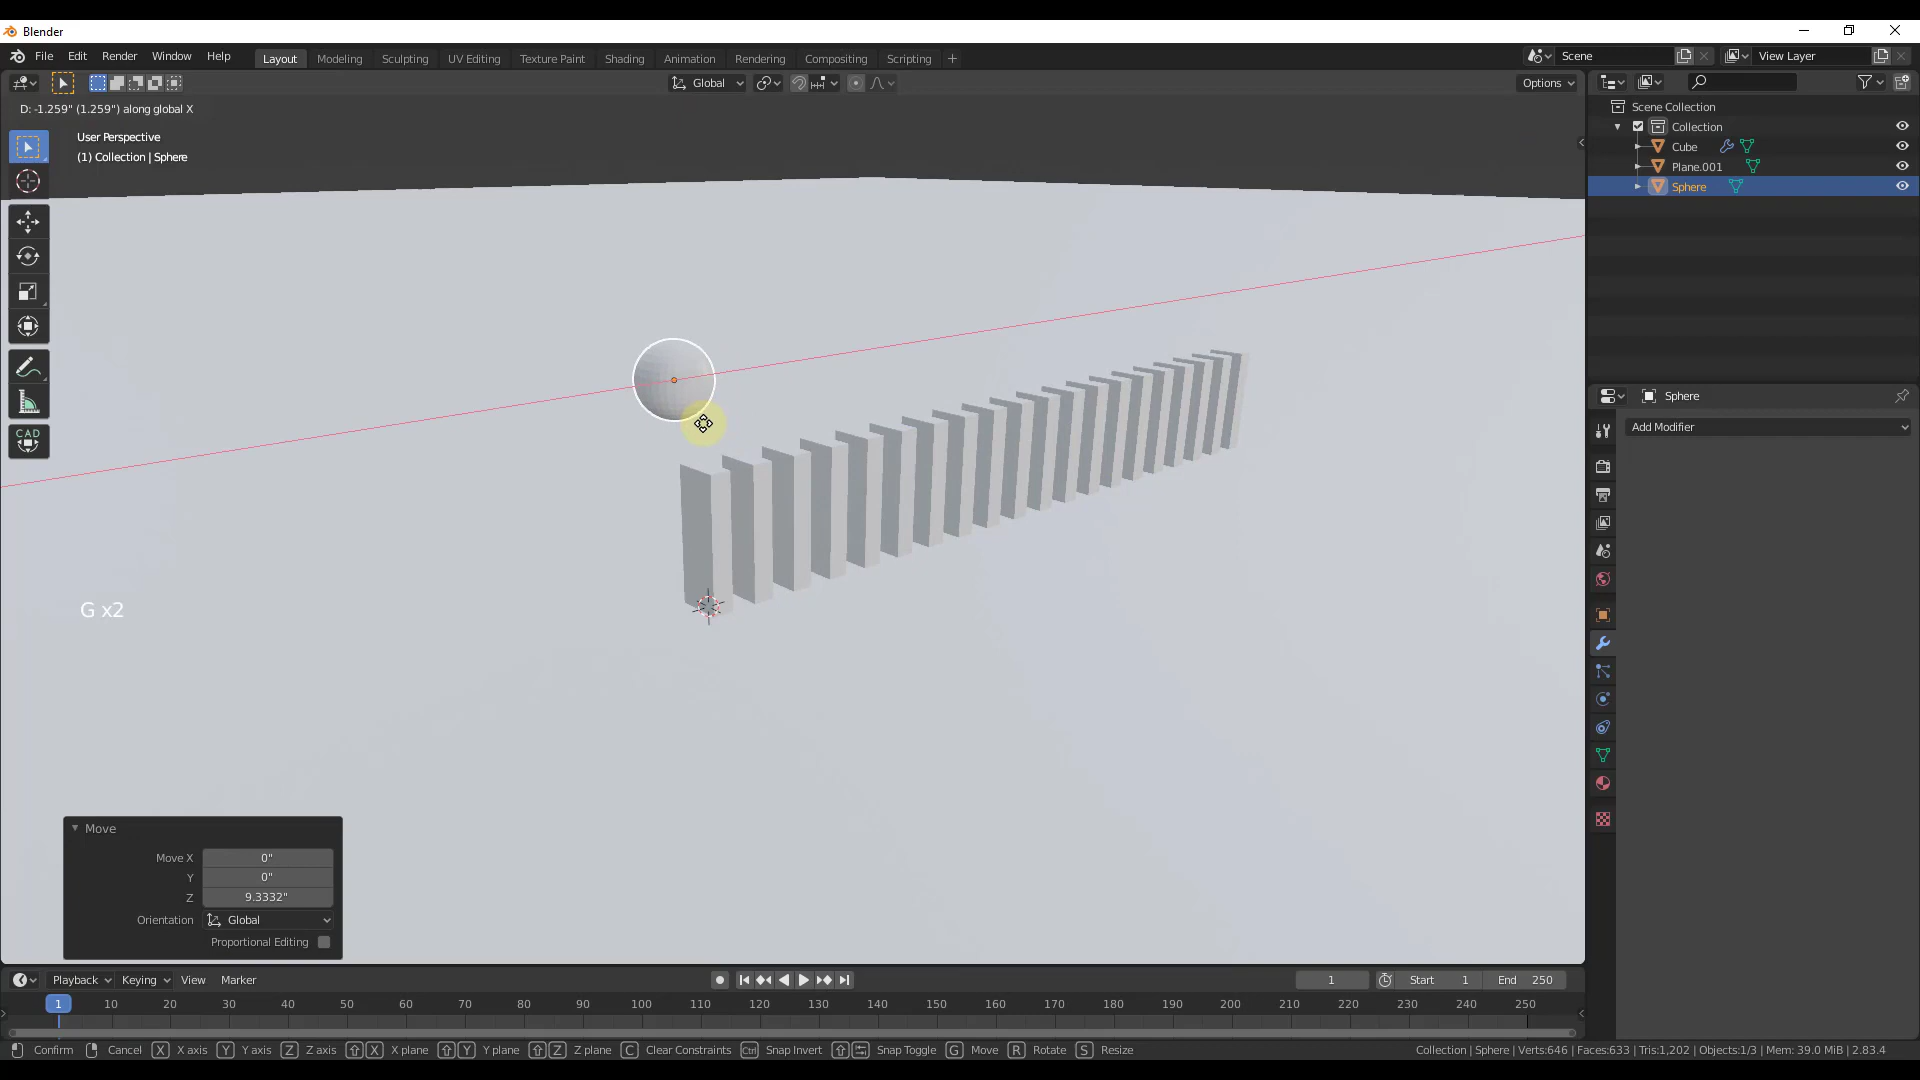 Blender
File Edit Render Window Help Layout Modeling Sculpting UV Editing Texture Paint Shading Animation Rendering Compositing Scripting + Scene View Layer
Global Options
D: -1.259" (1.259") along global X
User Perspective
(1) Collection | Sphere
Scene Collection
Collection
Cube
Plane.001
Sphere
Sphere
Add Modifier
CAD
G x2
Move
Move X 0"
Y 0"
Z 9.3332"
Orientation Global
Proportional Editing
Playback Keying View Marker 1 Start 1 End 250
1 10 20 30 40 50 60 70 80 90 100 110 120 130 140 150 160 170 180 190 200 210 220 230 240 250
Confirm Cancel X X axis Y Y axis Z Z axis X X plane Y Y plane Z Z plane C Clear Constraints Ctrl Snap Invert Snap Toggle G Move R Rotate S Resize Collection | Sphere | Verts:646 | Faces:633 | Tris:1,202 | Objects:1/3 | Mem: 39.0 MiB | 2.83.4